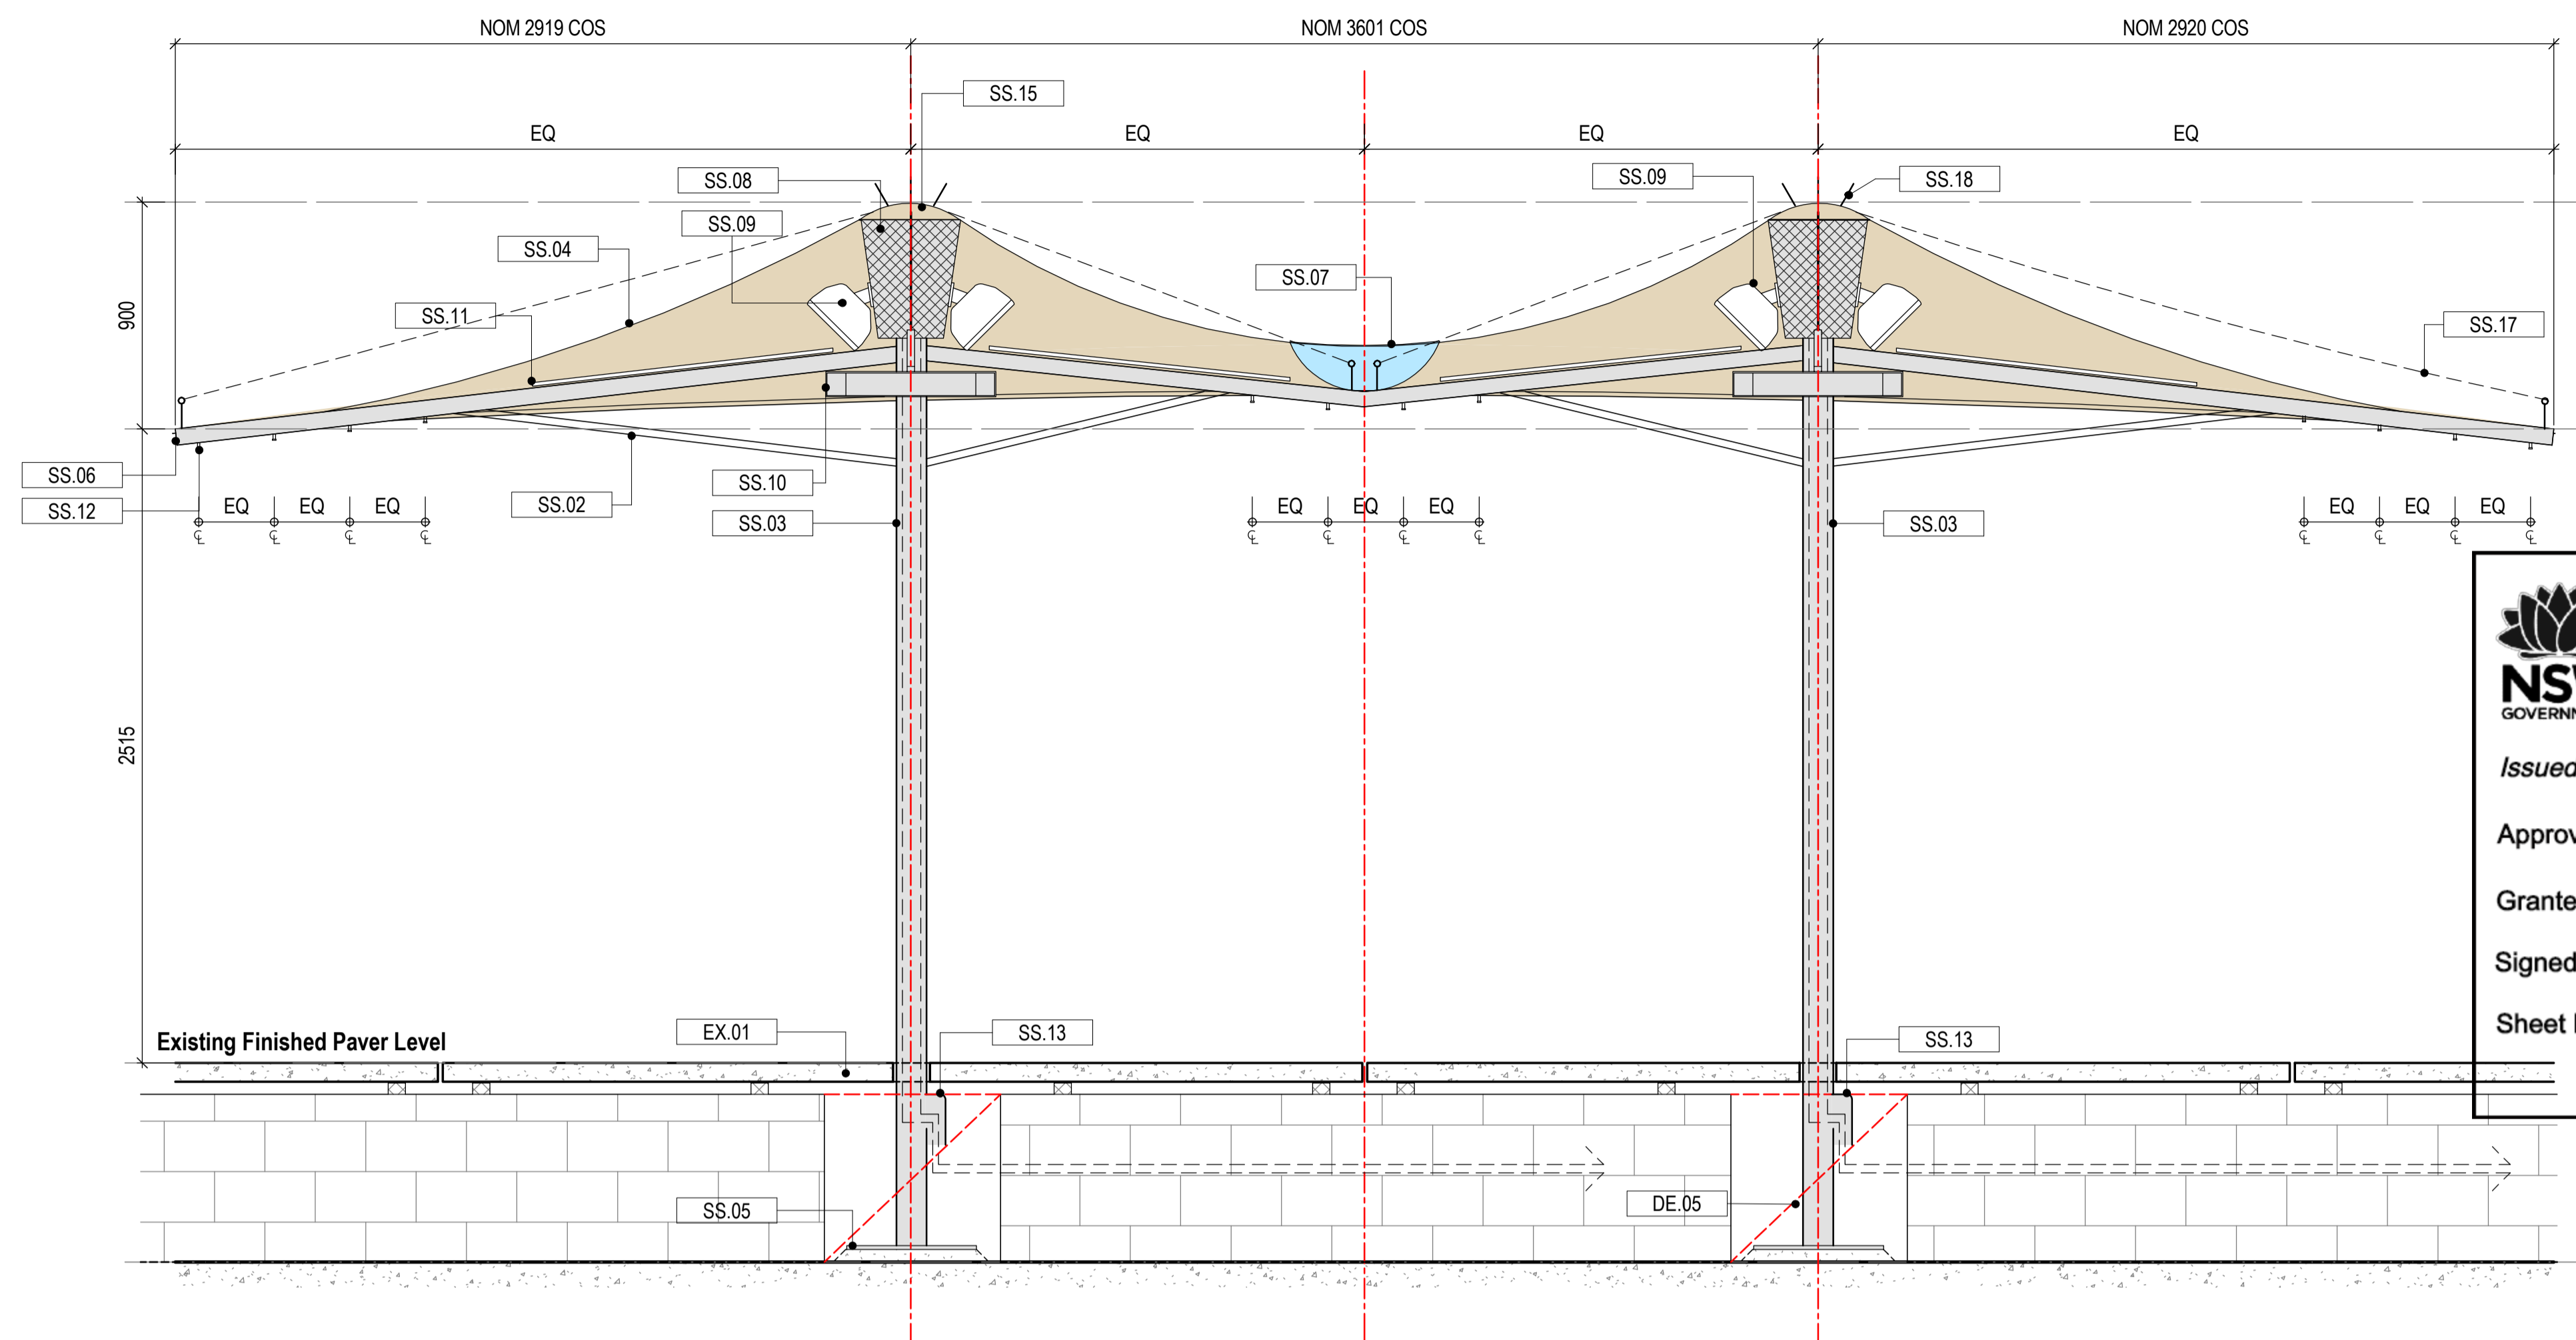 NOM 2919 COS
NOM 3601 COS
NOM 2920 COS
SS.15
EQ
EQ
EQ
EQ
SS.08
SS.09
SS.18
SS.09
SS.04
SS.07
SS.11
SS.17
900
SS.06
SS.10
SS.12
SS.02
SS.03
SS.03
EQ EQ EQ
EQ EQ EQ
EQ EQ EQ
℄ ℄ ℄ ℄
℄ ℄ ℄ ℄
℄ ℄ ℄ ℄
2515
Existing Finished Paver Level
EX.01
SS.13
SS.13
SS.05
DE.05
NSW
GOVERNM
Issued
Approv
Grante
Signed
Sheet